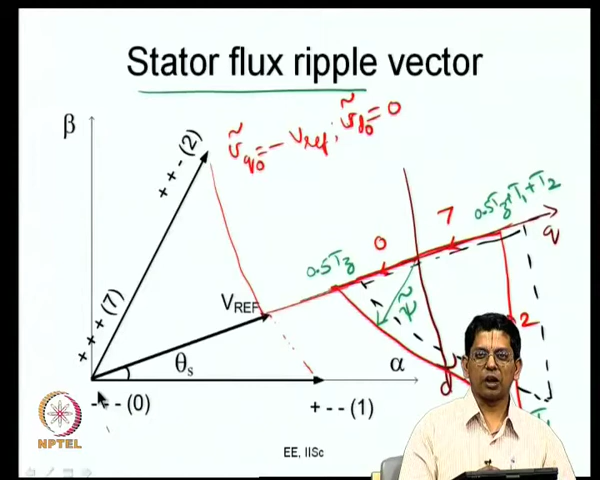 Stator flux ripple vector
β
+ + - (2)
ṽq0 = - VREF ; ṽd0 = 0
0.5Tz+T1+T2
q
7
0
0.5Tz
VREF
ψ̃
2
+ + + (7)
θs
α
d
- - - (0)
+ - - (1)
T1
NPTEL
EE, IISc